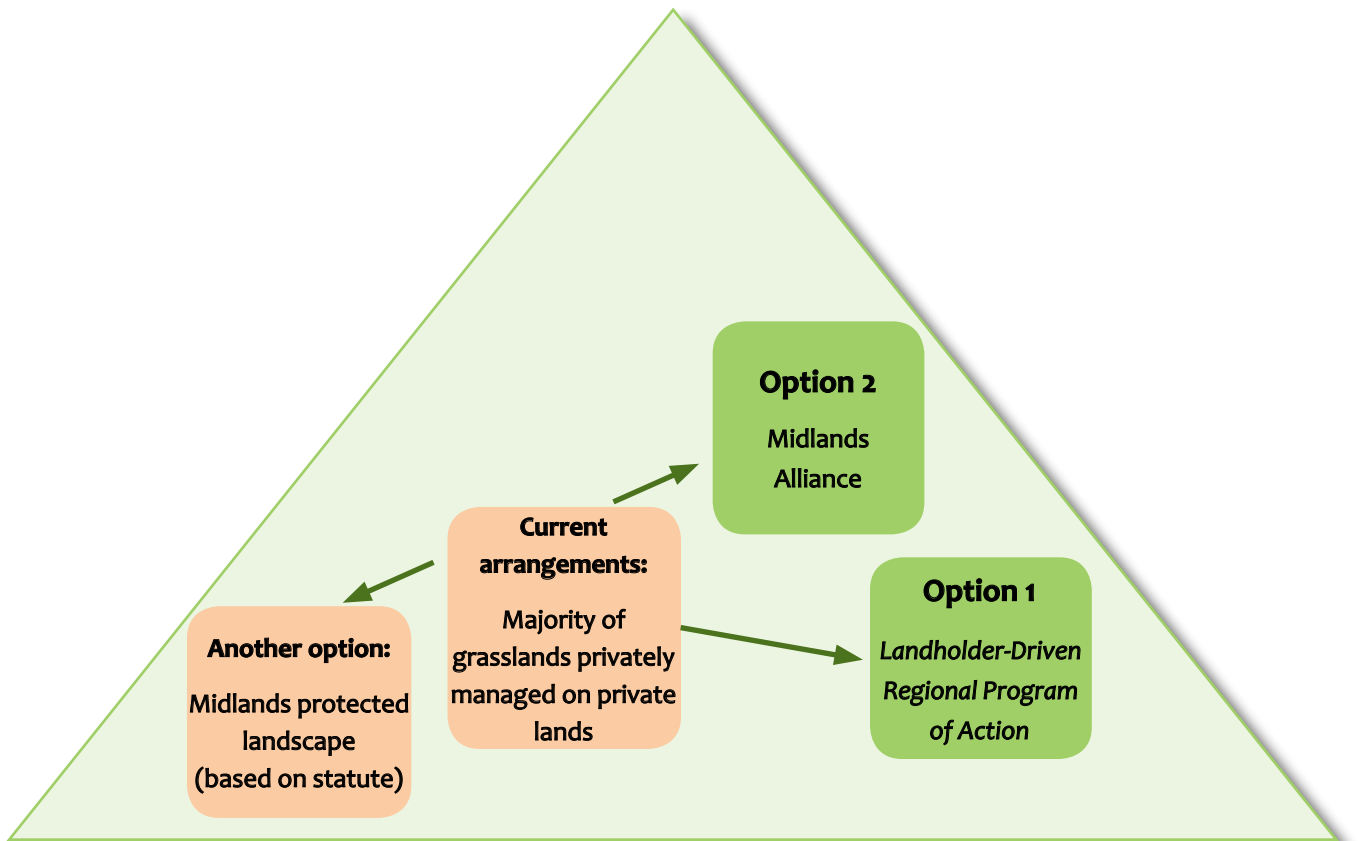 Option 2
Midlands
Alliance
Current
arrangements:
Majority of
grasslands privately
managed on private
lands
Option 1
Landholder-Driven
Regional Program
of Action
Another option:
Midlands protected
landscape
(based on statute)